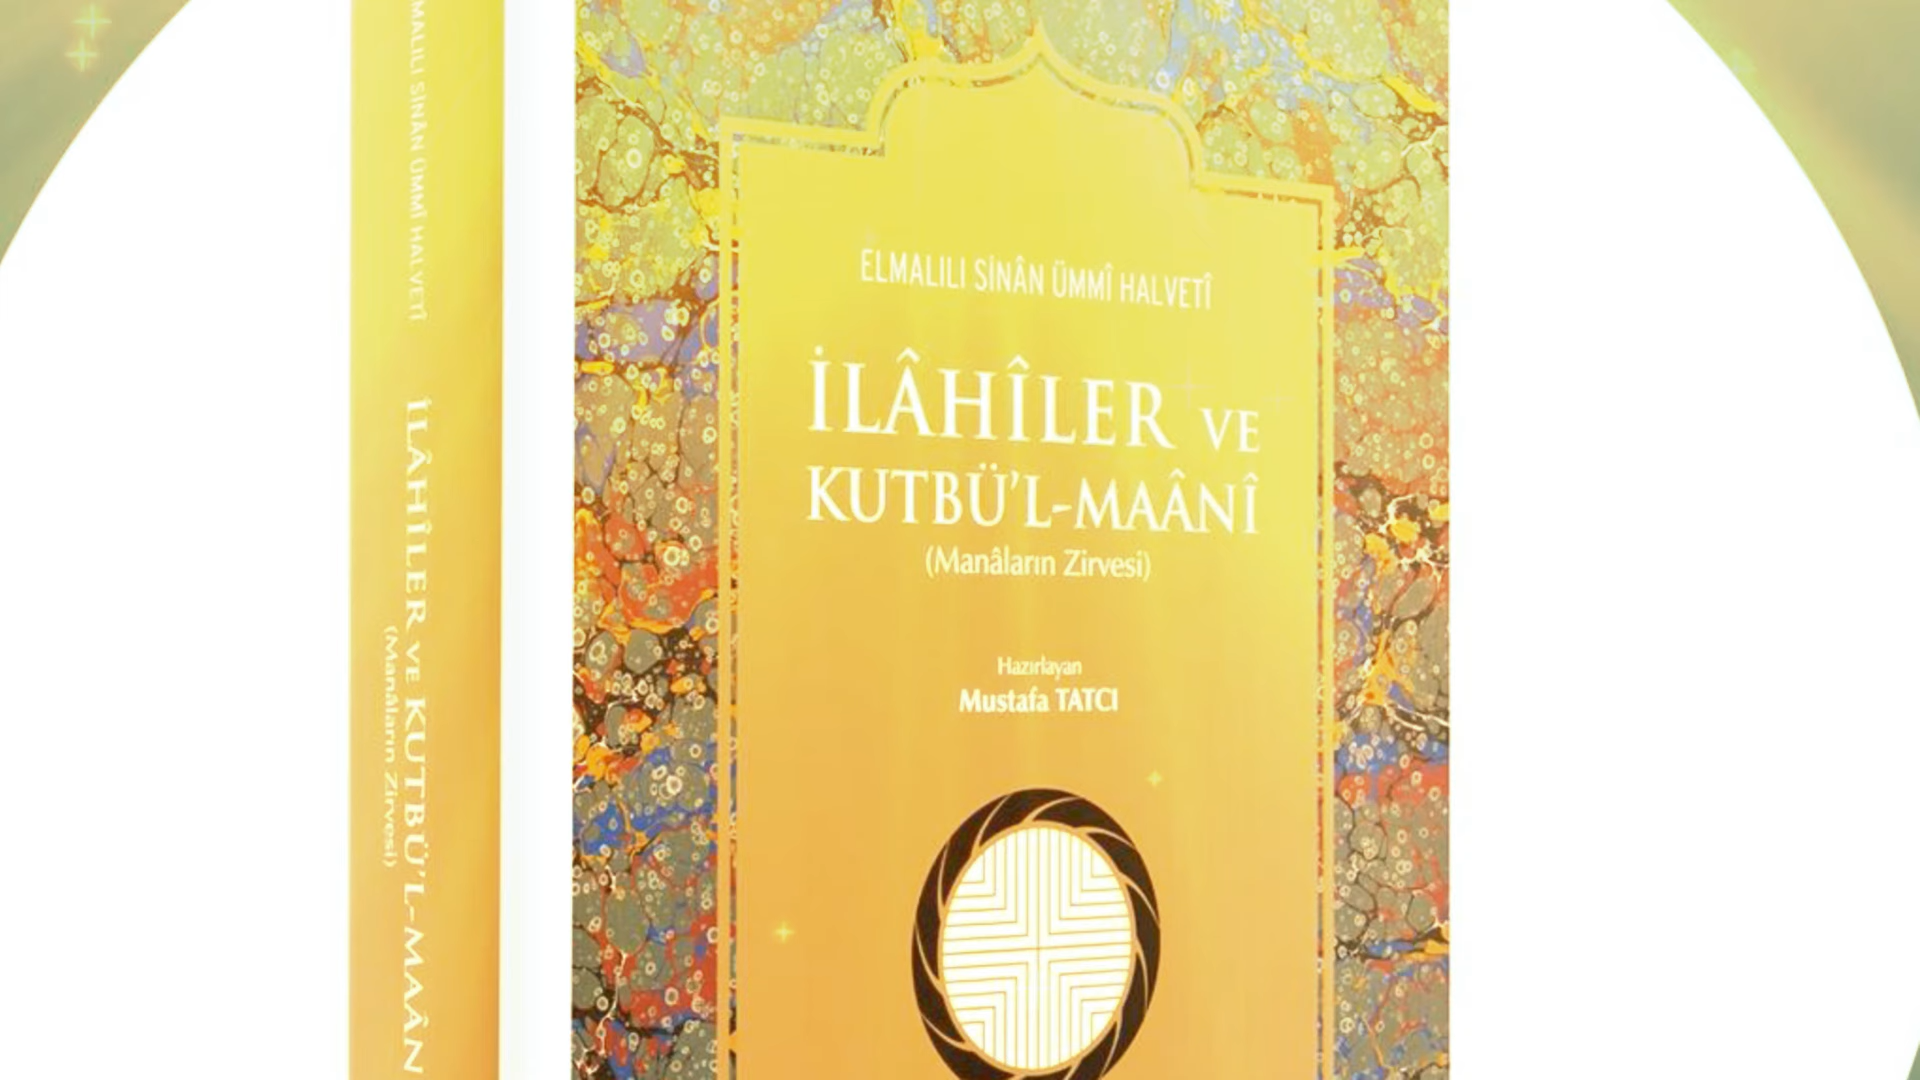 MALILI SİNÂN ÜMMÎ HALVETÎ
İLÂHÎLER VE KUTBÜ'L-MAÂN
(Manâların Zirvesi)
ELMALILI SİNÂN ÜMMÎ HALVETÎ
İLÂHÎLER VE
KUTBÜ'L-MAÂNÎ
(Manâların Zirvesi)
Hazırlayan
Mustafa TATCI